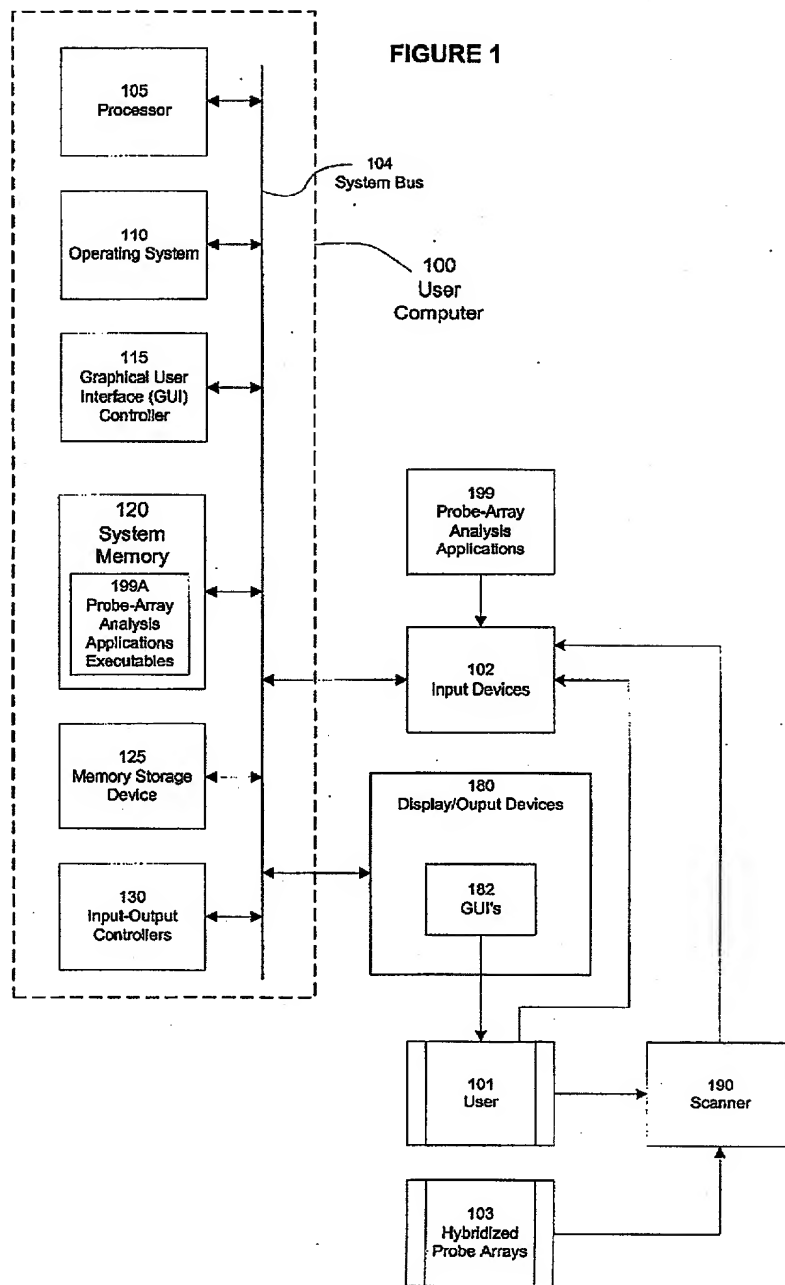 FIGURE 1
105
Processor
104
System Bus
110
Operating System
100
User
Computer
115
Graphical User
Interface (GUI)
Controller
120
System
Memory
199A
Probe-Array
Analysis
Applications
Executables
199
Probe-Array
Analysis
Applications
102
Input Devices
125
Memory Storage
Device
180
Display/Ouput Devices
182
GUI's
130
Input-Output
Controllers
101
User
190
Scanner
103
Hybridized
Probe Arrays